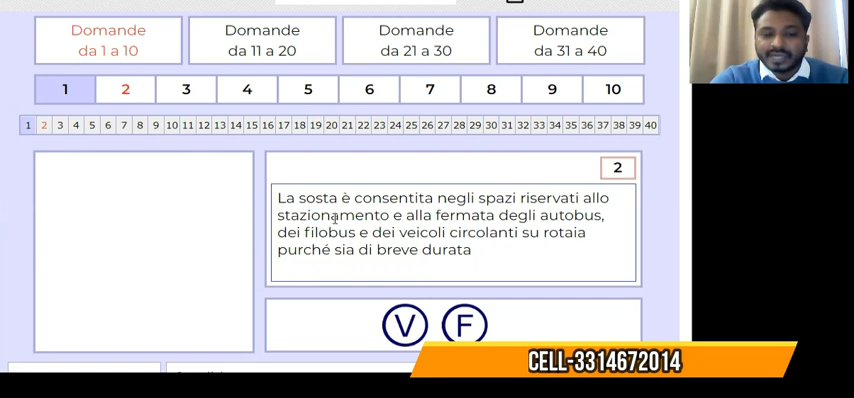 Domande
da 1 a 10
Domande
da 11 a 20
Domande
da 21 a 30
Domande
da 31 a 40
1 2 3 4 5 6 7 8 9 10
1 2 3 4 5 6 7 8 9 10 11 12 13 14 15 16 17 18 19 20 21 22 23 24 25 26 27 28 29 30 31 32 33 34 35 36 37 38 39 40
2
La sosta è consentita negli spazi riservati allo
stazionamento e alla fermata degli autobus,
dei filobus e dei veicoli circolanti su rotaia
purché sia di breve durata
V F
CELL-3314672014